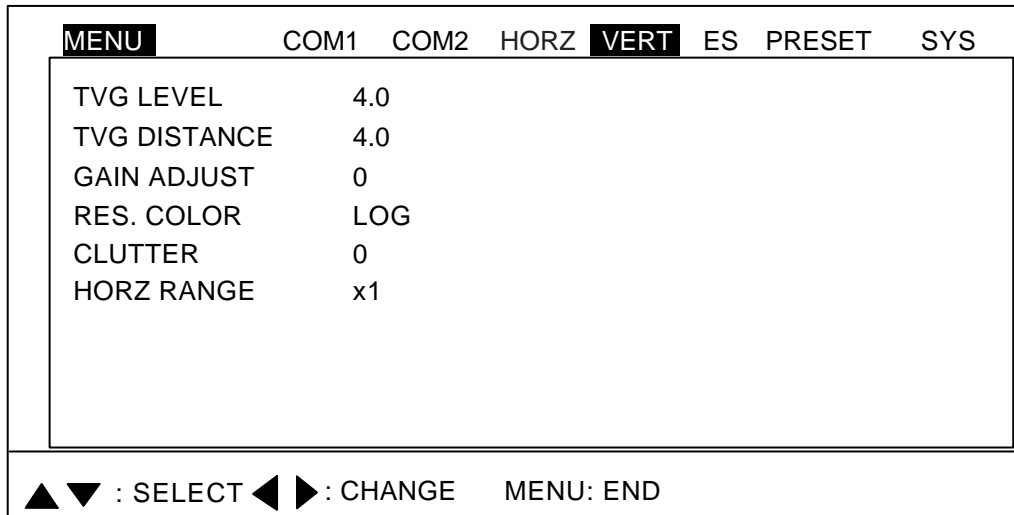 MENU COM1 COM2 HORZ VERT ES PRESET SYS
TVG LEVEL 4.0
TVG DISTANCE 4.0
GAIN ADJUST 0
RES. COLOR LOG
CLUTTER 0
HORZ RANGE x1
▲ ▼ : SELECT ◀ ▶ : CHANGE MENU: END